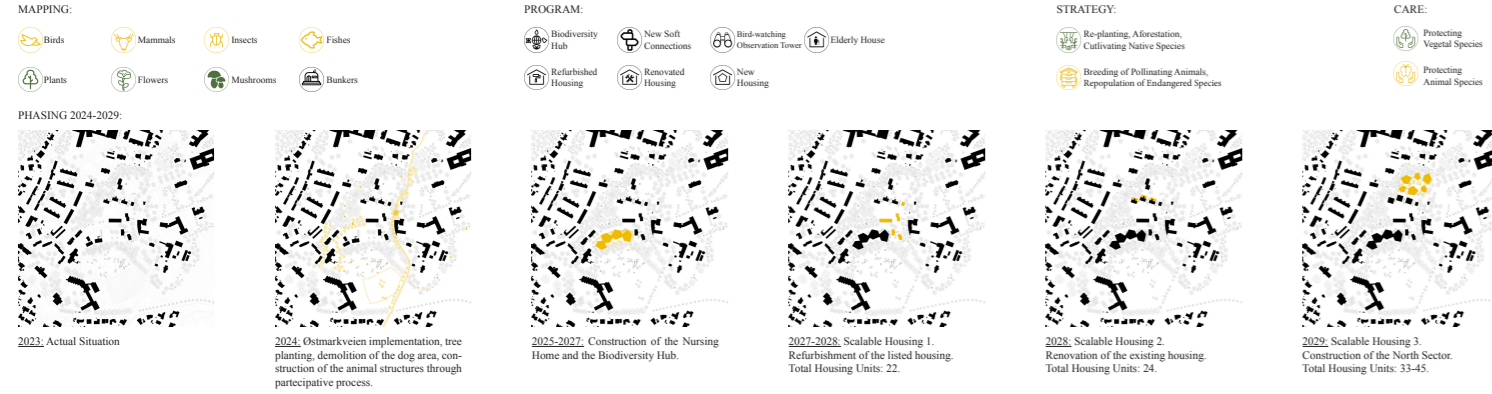 MAPPING:
Birds
Mammals
Insects
Fishes
Plants
Flowers
Mushrooms
Bunkers
PROGRAM:
Biodiversity
Hub
New Soft
Connections
Bird-watching
Observation Tower
Elderly House
Refurbished
Housing
Renovated
Housing
New
Housing
STRATEGY:
Re-planting, Aforestation,
Cutlivating Native Species
Breeding of Pollinating Animals,
Repopulation of Endangered Species
CARE:
Protecting
Vegetal Species
Protecting
Animal Species
PHASING 2024-2029:
2023: Actual Situation
2024: Østmarkveien implementation, tree
planting, demolition of the dog area, con-
struction of the animal structures through
partecipative process.
2025-2027: Construction of the Nursing
Home and the Biodiversity Hub.
2027-2028: Scalable Housing 1.
Refurbishment of the listed housing.
Total Housing Units: 22.
2028: Scalable Housing 2.
Renovation of the existing housing.
Total Housing Units: 24.
2029: Scalable Housing 3.
Construction of the North Sector.
Total Housing Units: 33-45.